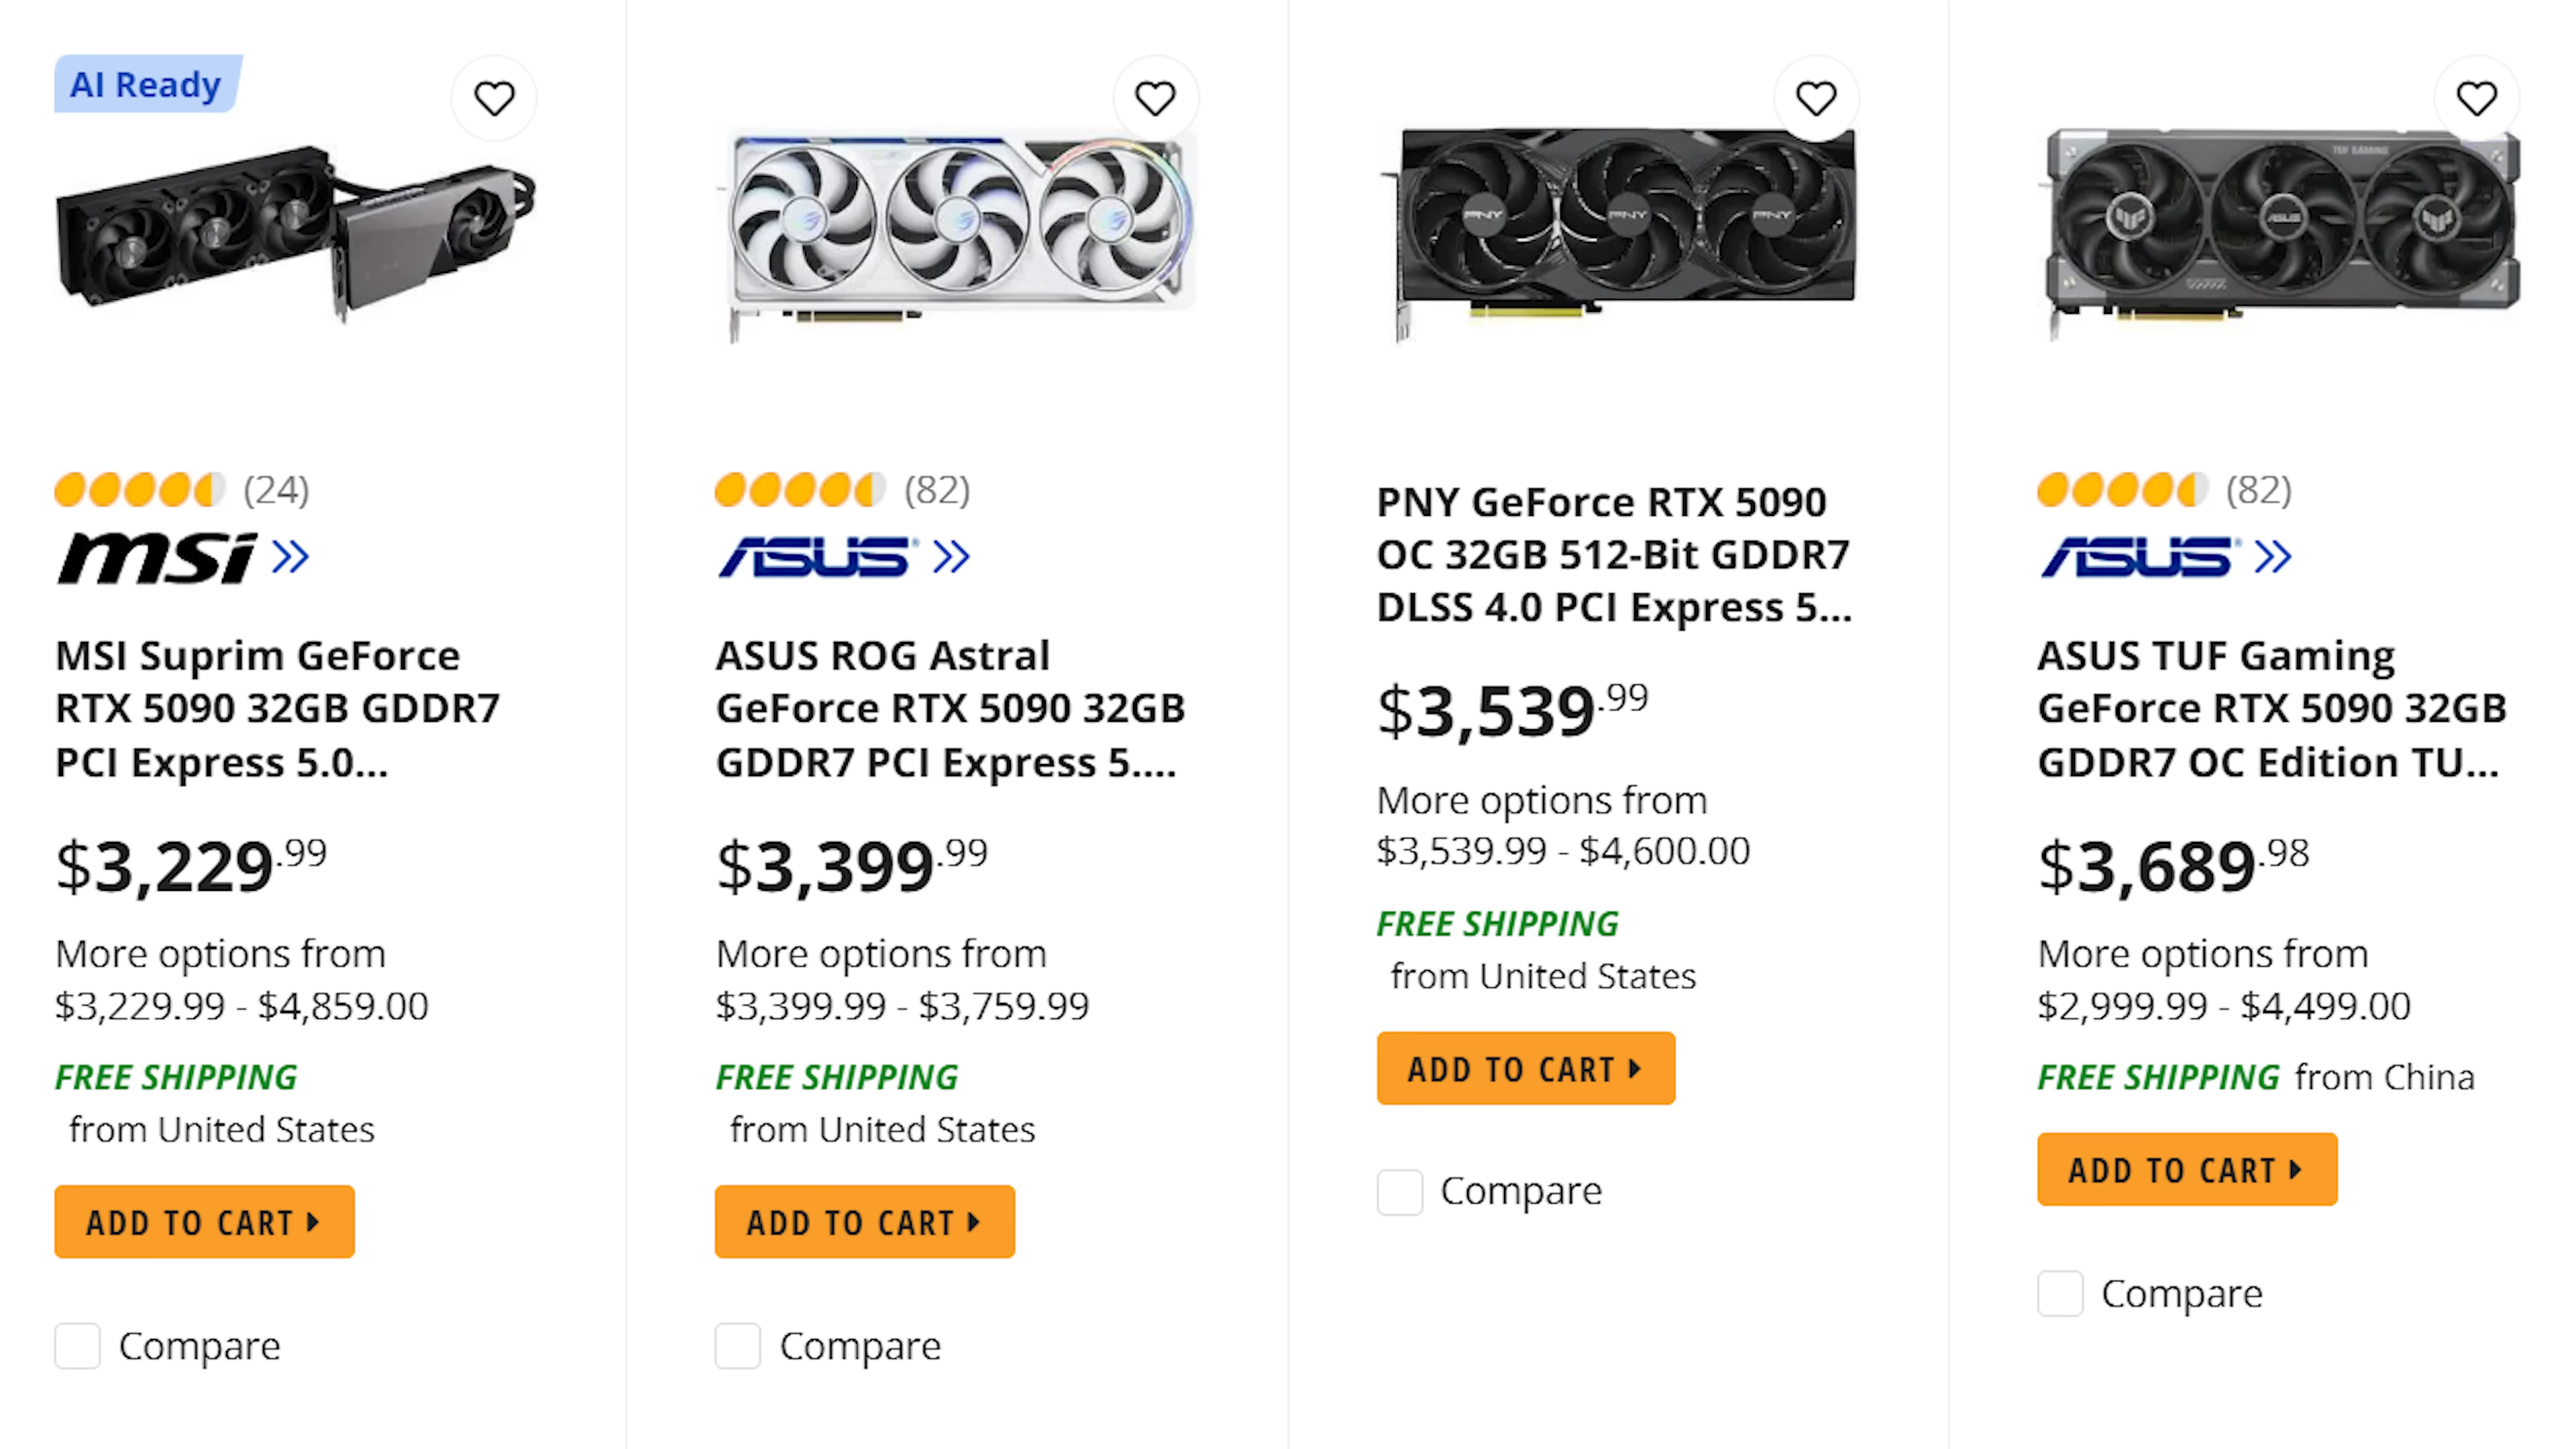 AI Ready
(24)
msi
MSI Suprim GeForce
RTX 5090 32GB GDDR7
PCI Express 5.0...
$3,229.99
More options from
$3,229.99 - $4,859.00
FREE SHIPPING
from United States
ADD TO CART
Compare
(82)
ASUS
ASUS ROG Astral
GeForce RTX 5090 32GB
GDDR7 PCI Express 5....
$3,399.99
More options from
$3,399.99 - $3,759.99
FREE SHIPPING
from United States
ADD TO CART
Compare
PNY PNY PNY
PNY GeForce RTX 5090
OC 32GB 512-Bit GDDR7
DLSS 4.0 PCI Express 5...
$3,539.99
More options from
$3,539.99 - $4,600.00
FREE SHIPPING
from United States
ADD TO CART
Compare
TUF GAMING
ASUS
(82)
ASUS
ASUS TUF Gaming
GeForce RTX 5090 32GB
GDDR7 OC Edition TU...
$3,689.98
More options from
$2,999.99 - $4,499.00
FREE SHIPPING from China
ADD TO CART
Compare